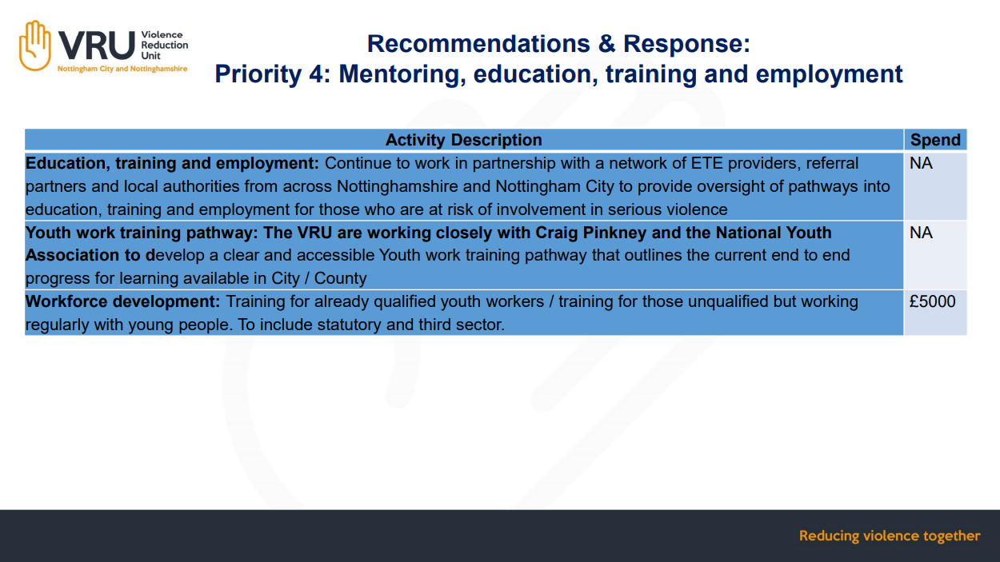 VRU
Violence
Reduction
Unit
Nottingham City and Nottinghamshire
Recommendations & Response:
Priority 4: Mentoring, education, training and employment
Activity Description Spend
Education, training and employment: Continue to work in partnership with a network of ETE providers, referral NA
partners and local authorities from across Nottinghamshire and Nottingham City to provide oversight of pathways into
education, training and employment for those who are at risk of involvement in serious violence
Youth work training pathway: The VRU are working closely with Craig Pinkney and the National Youth NA
Association to develop a clear and accessible Youth work training pathway that outlines the current end to end
progress for learning available in City / County
Workforce development: Training for already qualified youth workers / training for those unqualified but working £5000
regularly with young people. To include statutory and third sector.
Reducing violence together